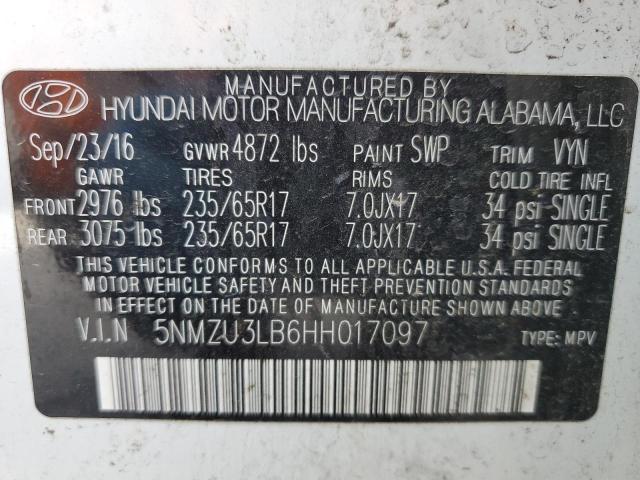 MANUFACTURED BY
HYUNDAI MOTOR MANUFACTURING ALABAMA, LLC
Sep/23/16 GVWR 4872 lbs PAINT SWP TRIM VYN
GAWR TIRES RIMS COLD TIRE INFL
FRONT 2976 lbs 235/65R17 7.0JX17 34 psi SINGLE
REAR 3075 lbs 235/65R17 7.0JX17 34 psi SINGLE
THIS VEHICLE CONFORMS TO ALL APPLICABLE U.S.A. FEDERAL
MOTOR VEHICLE SAFETY AND THEFT PREVENTION STANDARDS
IN EFFECT ON THE DATE OF MANUFACTURE SHOWN ABOVE.
V.I.N 5NMZU3LB6HH017097 TYPE: MPV